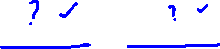 ? ✓ ? ✓